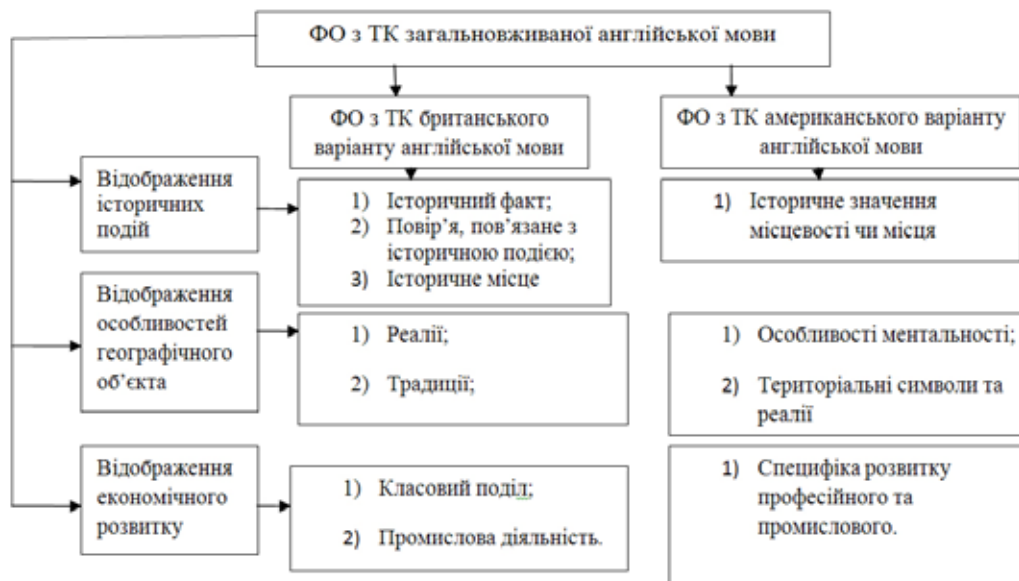 ФО з ТК загальновживаної англійської мови
ФО з ТК британського
варіанту англійської мови
ФО з ТК американського варіанту
англійської мови
Відображення
історичних
подій
1) Історичний факт;
2) Повір’я, пов’язане з
історичною подією;
3) Історичне місце
1) Історичне значення
місцевості чи місця
Відображення
особливостей
географічного
об’єкта
1) Реалії;
2) Традиції;
1) Особливості ментальності;
2) Територіальні символи та
реалії
Відображення
економічного
розвитку
1) Класовий поділ;
2) Промислова діяльність.
1) Специфіка розвитку
професійного та
промислового.